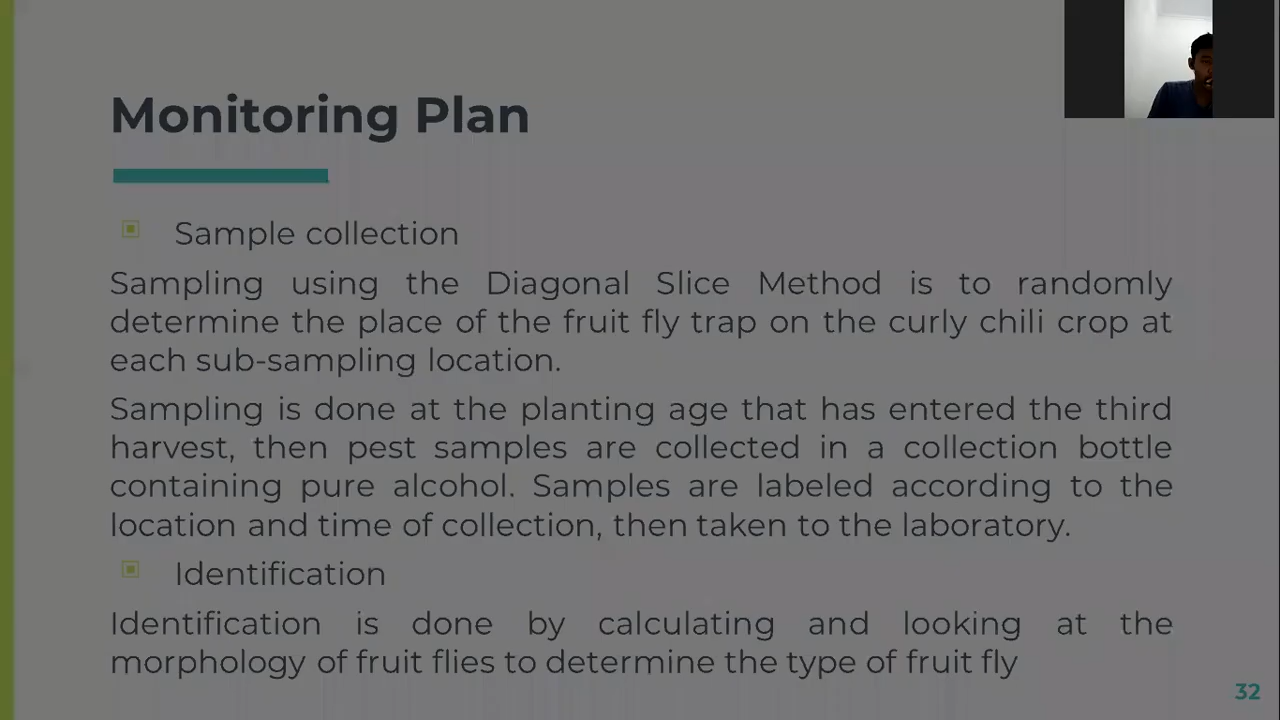 Monitoring Plan
Sample collection
Sampling using the Diagonal Slice Method is to randomly
determine the place of the fruit fly trap on the curly chili crop at
each sub-sampling location.
Sampling is done at the planting age that has entered the third
harvest, then pest samples are collected in a collection bottle
containing pure alcohol. Samples are labeled according to the
location and time of collection, then taken to the laboratory.
Identification
Identification is done by calculating and looking at the
morphology of fruit flies to determine the type of fruit fly
32